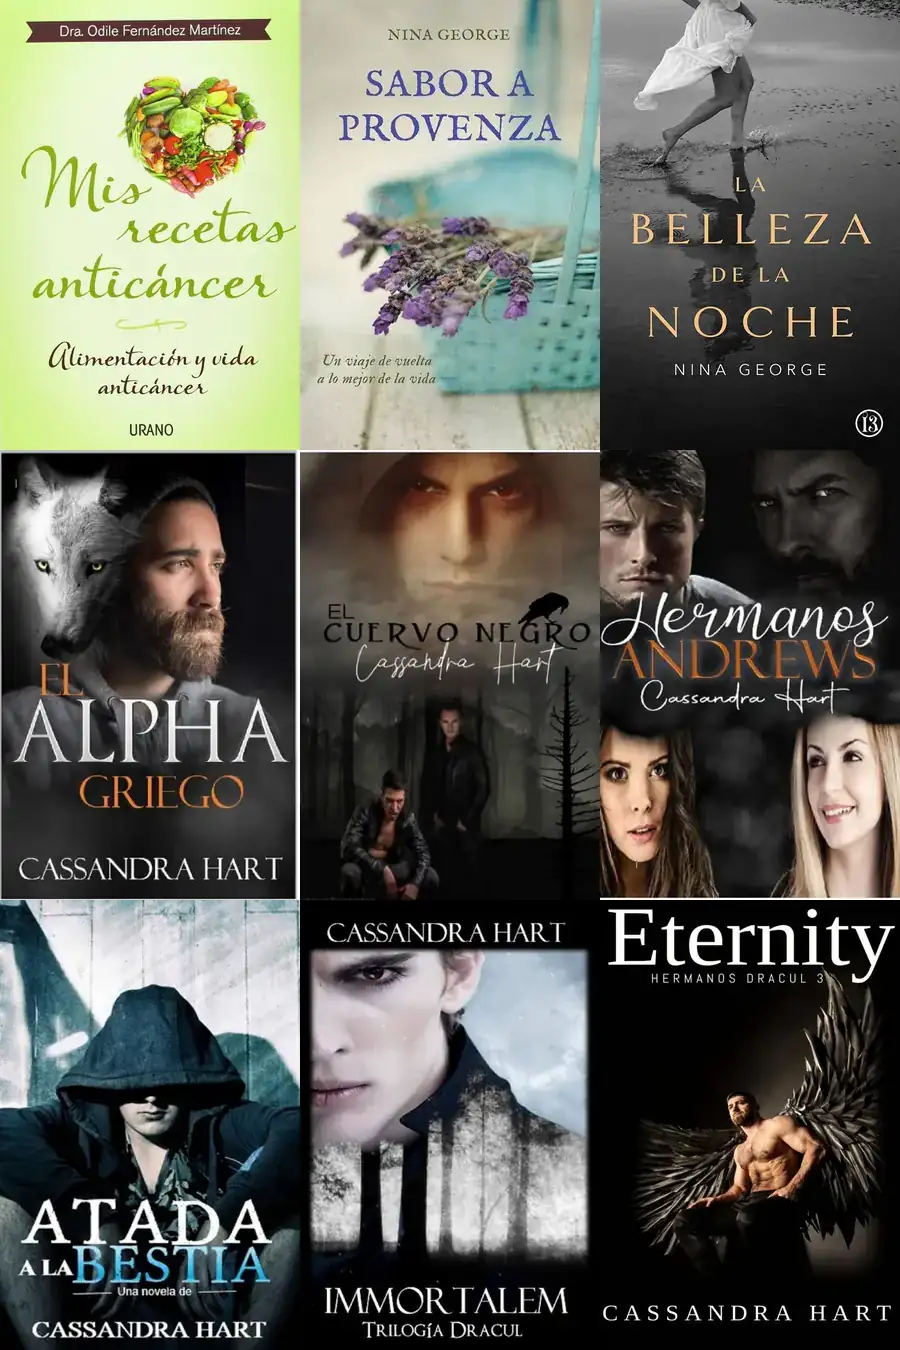 Dra. Odile Fernández Martínez
Mis
recetas
anticáncer
Alimentación y vida
anticáncer
URANO
NINA GEORGE
SABOR A
PROVENZA
Un viaje de vuelta
a lo mejor de la vida
LA
BELLEZA
DE LA
NOCHE
NINA GEORGE
13
EL
ALPHA
GRIEGO
CASSANDRA HART
EL
CUERVO NEGRO
Cassandra Hart
Hermanos
ANDREWS
Cassandra Hart
ATADA
A LA BESTIA
Una novela de
CASSANDRA HART
CASSANDRA HART
IMMORTALEM
TRILOGÍA DRACUL
Eternity
HERMANOS DRACUL 3
CASSANDRA HART